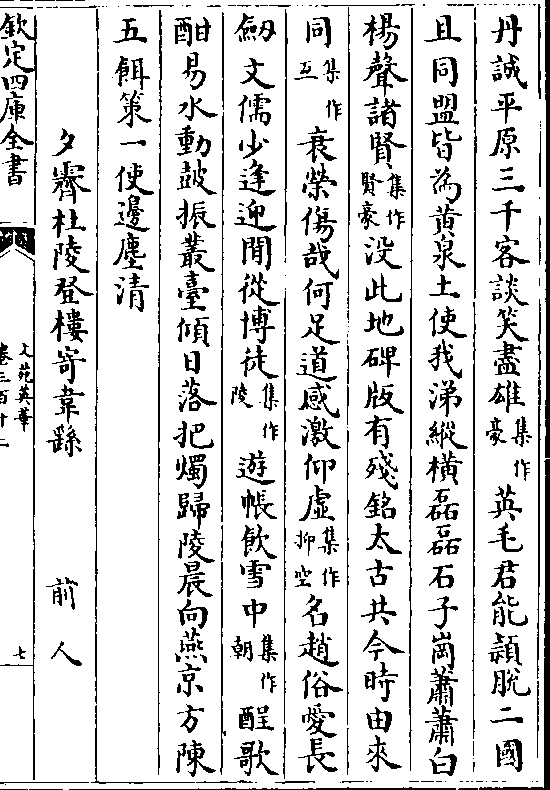 丹誠平原三千客談笑盡雄集作豪英毛君能頴脫二國
且同盟皆為黄泉土使我涕縱横磊磊石子崗蕭蕭白
楊聲諸賢集作賢豪沒此地碑版有殘銘太古共今時由來
同集作互衰榮傷哉何足道感激仰虚集作抑空名趙俗愛長
劔文儒少逢迎閒從博徒集作陵遊帳飲雪中集作朝酲歌
酣易水動鼓振叢臺傾日落把燭歸陵晨向燕京方陳
五餌策一使邊塵清
夕霽杜陵登樓寄韋繇 前人
欽定四庫全書
文苑英華
卷三百十二
七